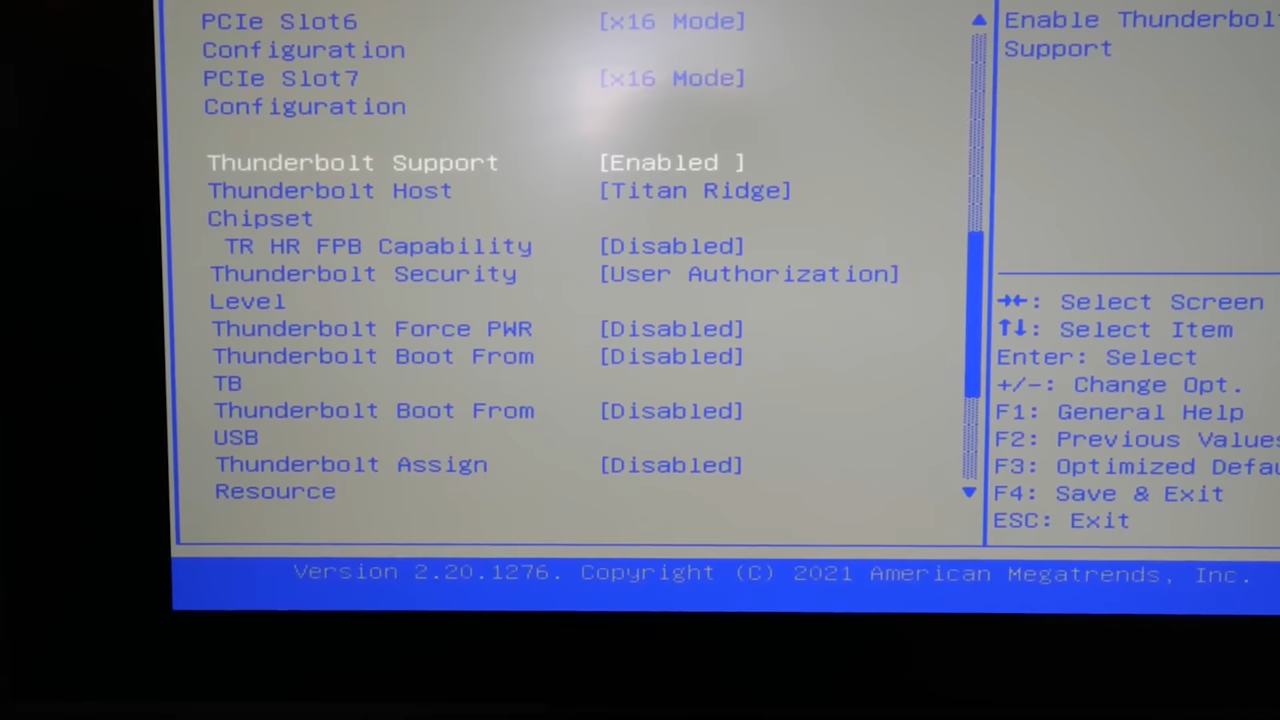 PCIe Slot6 [x16 Mode]
Configuration
PCIe Slot7 [x16 Mode]
Configuration
Thunderbolt Support [Enabled ]
Thunderbolt Host [Titan Ridge]
Chipset
TR HR FPB Capability [Disabled]
Thunderbolt Security [User Authorization]
Level
Thunderbolt Force PWR [Disabled]
Thunderbolt Boot From [Disabled]
TB
Thunderbolt Boot From [Disabled]
USB
Thunderbolt Assign [Disabled]
Resource
Enable Thunderbol
Support
→←: Select Screen
↑↓: Select Item
Enter: Select
+/-: Change Opt.
F1: General Help
F2: Previous Values
F3: Optimized Defau
F4: Save & Exit
ESC: Exit
Version 2.20.1276. Copyright (C) 2021 American Megatrends, Inc.